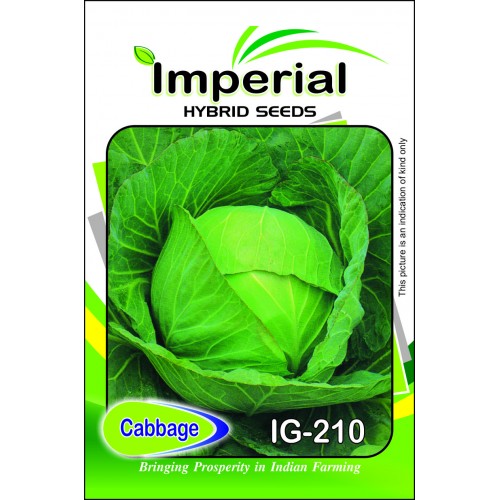 Imperial
HYBRID SEEDS
This picture is an indication of kind only
Cabbage
IG-210
Bringing Prosperity in Indian Farming